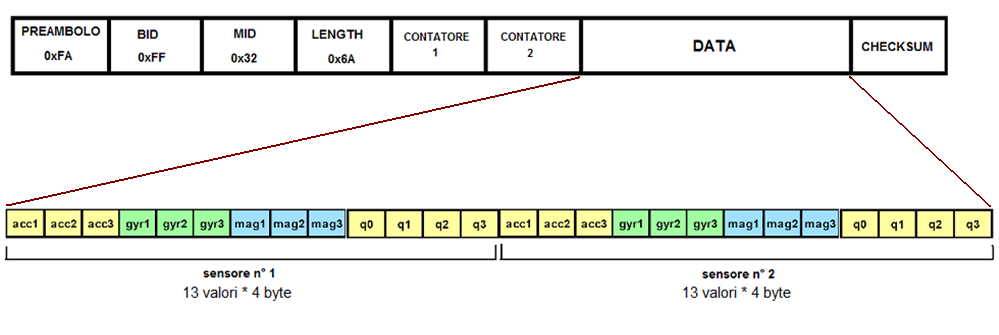 PREAMBOLO 0xFA
BID 0xFF
MID 0x32
LENGTH 0x6A
CONTATORE 1
CONTATORE 2
DATA
CHECKSUM
acc1 acc2 acc3 gyr1 gyr2 gyr3 mag1 mag2 mag3 q0 q1 q2 q3 acc1 acc2 acc3 gyr1 gyr2 gyr3 mag1 mag2 mag3 q0 q1 q2 q3
sensore n° 1
13 valori * 4 byte
sensore n° 2
13 valori * 4 byte